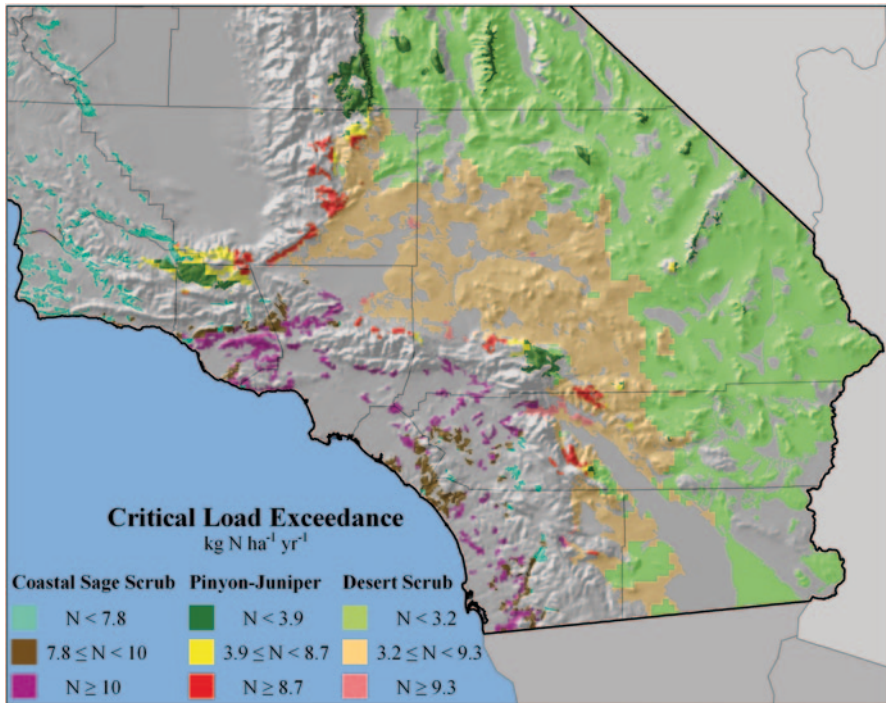 Critical Load Exceedance
kg N ha⁻¹ yr⁻¹
Coastal Sage Scrub Pinyon-Juniper Desert Scrub
N < 7.8 N < 3.9 N < 3.2
7.8 ≤ N < 10 3.9 ≤ N < 8.7 3.2 ≤ N < 9.3
N ≥ 10 N ≥ 8.7 N ≥ 9.3